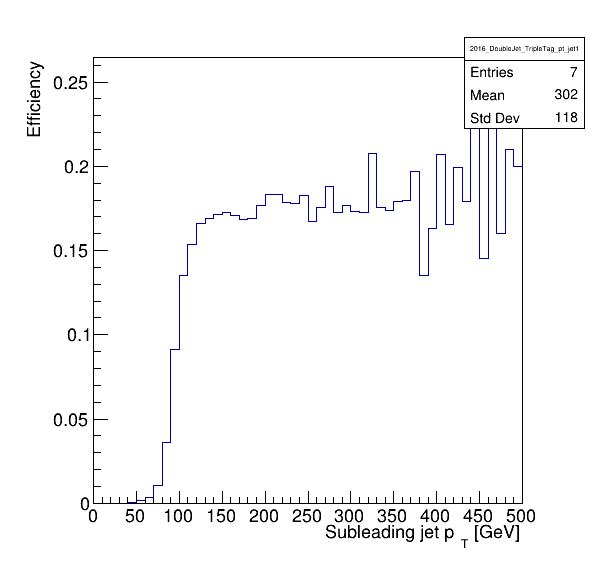 2016_DoubleJet_TripleTag_pt_jet1
Entries 7
Mean 302
Std Dev 118
Efficiency
0.25
0.2
0.15
0.1
0.05
0
0 50 100 150 200 250 300 350 400 450 500
Subleading jet p T [GeV]